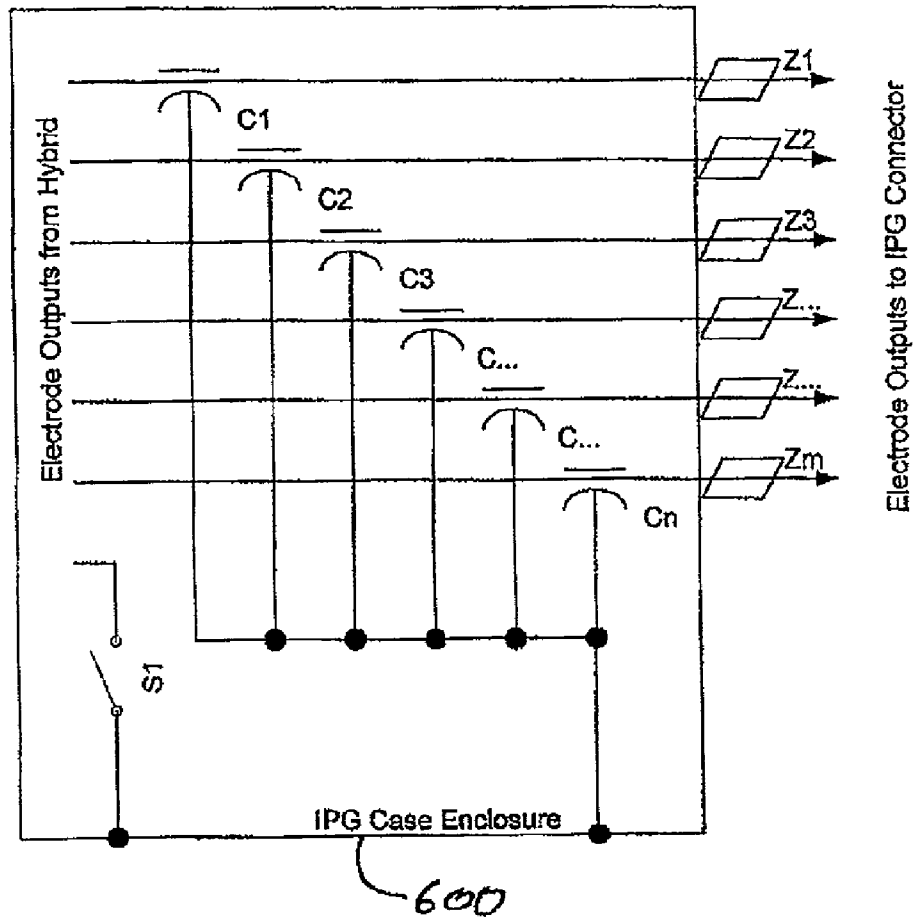 Electrode Outputs from Hybrid
C1
C2
C3
C...
C...
Cn
Z1
Z2
Z3
Z...
Z....
Zm
Electrode Outputs to IPG Connector
S1
IPG Case Enclosure
600